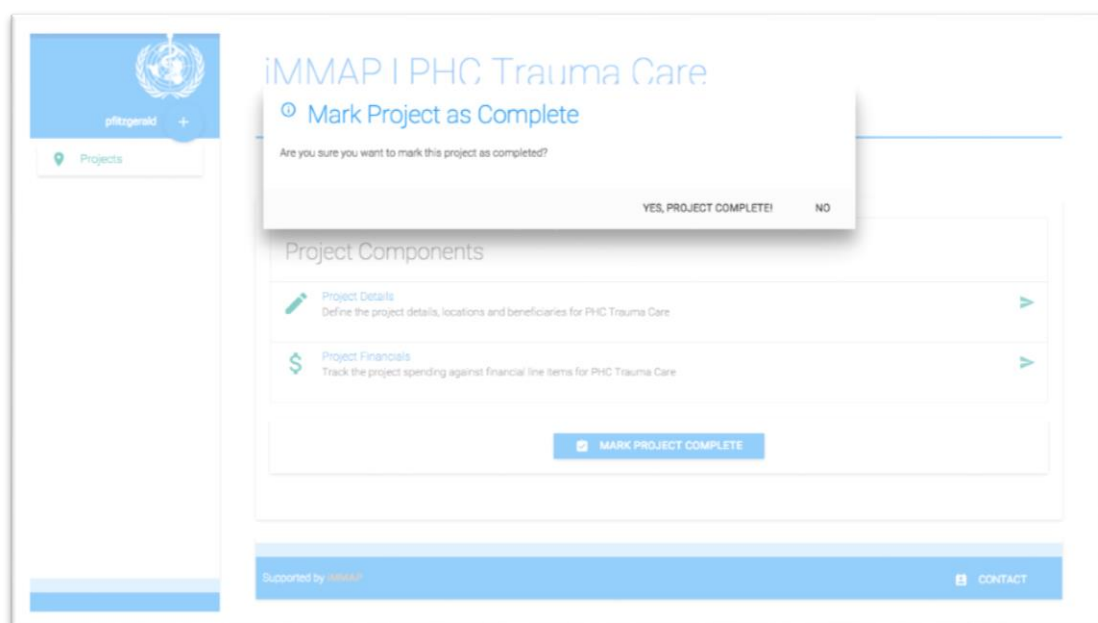 iMMAP | PHC Trauma Care
Mark Project as Complete
Are you sure you want to mark this project as completed?
YES, PROJECT COMPLETE! NO
pfitzgerald +
Projects
Project Components
Project Details
Define the project details, locations and beneficiaries for PHC Trauma Care
Project Financials
Track the project spending against financial line items for PHC Trauma Care
MARK PROJECT COMPLETE
Supported by iMMAP
CONTACT